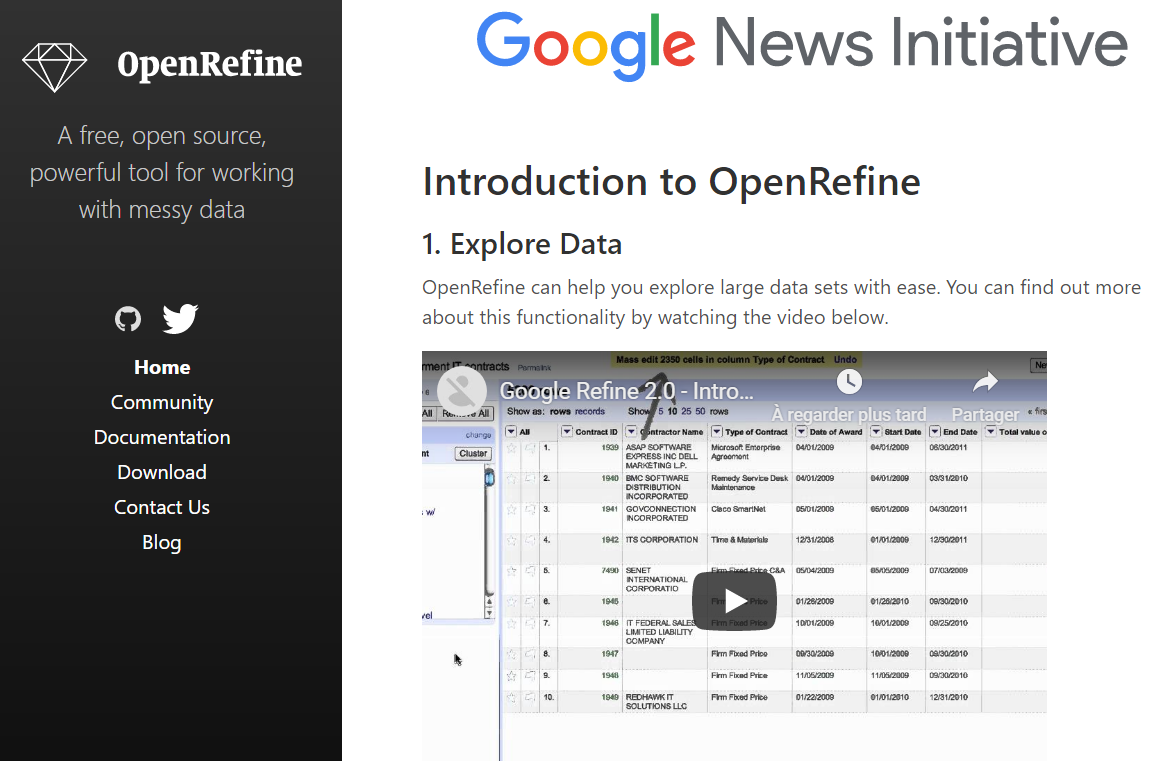 OpenRefine
A free, open source,
powerful tool for working
with messy data
Home
Community
Documentation
Download
Contact Us
Blog
Google News Initiative
Introduction to OpenRefine
1. Explore Data
OpenRefine can help you explore large data sets with ease. You can find out more
about this functionality by watching the video below.
Mass edit 2350 cells in column Type of Contract Undo
IT contracts Permalink
Google Refine 2.0 - Intro...
À regarder plus tard Partager
Show as: rows records Show 5 10 25 50 rows « firs
change
Cluster
All Contract ID Contractor Name Type of Contract Date of Award Start Date End Date Total value o
1. 1939 ASAP SOFTWARE EXPRESS INC DELL MARKETING L.P. Microsoft Enterprise Agreement 04/01/2009 04/01/2009 06/30/2011
2. 1940 BMC SOFTWARE DISTRIBUTION INCORPORATED Remedy Service Desk Maintenance 04/01/2009 04/01/2009 03/31/2010
3. 1941 GOVCONNECTION INCORPORATED Cisco SmartNet 05/01/2009 05/01/2009 04/30/2011
4. 1942 ITS CORPORATION Time & Materials 12/31/2008 01/01/2009 12/30/2011
5. 7490 SENET INTERNATIONAL CORPORATIO Firm Fixed Price C&A 05/04/2009 05/05/2009 07/03/2009
6. 1945 Firm Fixed Price 01/26/2009 01/26/2010 09/30/2010
7. 1946 IT FEDERAL SALES LIMITED LIABILITY COMPANY Firm Fixed Price 10/01/2009 10/01/2009 09/25/2010
8. 1947 Firm Fixed Price 09/30/2009 10/01/2009 09/30/2010
9. 1948 Firm Fixed Price 11/05/2009 11/05/2009 09/30/2010
10. 1949 REDHAWK IT SOLUTIONS LLC Firm Fixed Price 01/22/2009 01/01/2010 12/31/2010